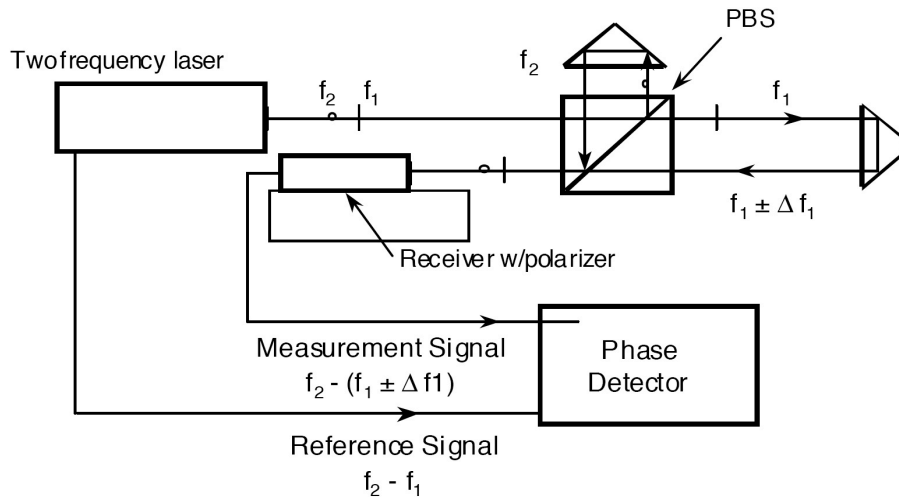 PBS
Twofrequency laser
f2
f2 f1
f1
f1 ± Δ f1
Receiver w/polarizer
Measurement Signal
f2 - (f1 ± Δ f1)
Phase
Detector
Reference Signal
f2 - f1